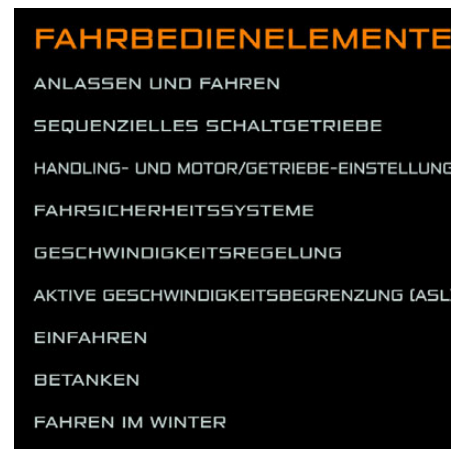 FAHRBEDIENELEMENTE
ANLASSEN UND FAHREN
SEQUENZIELLES SCHALTGETRIEBE
HANDLING- UND MOTOR/GETRIEBE-EINSTELLUNG
FAHRSICHERHEITSSYSTEME
GESCHWINDIGKEITSREGELUNG
AKTIVE GESCHWINDIGKEITSBEGRENZUNG (ASL)
EINFAHREN
BETANKEN
FAHREN IM WINTER